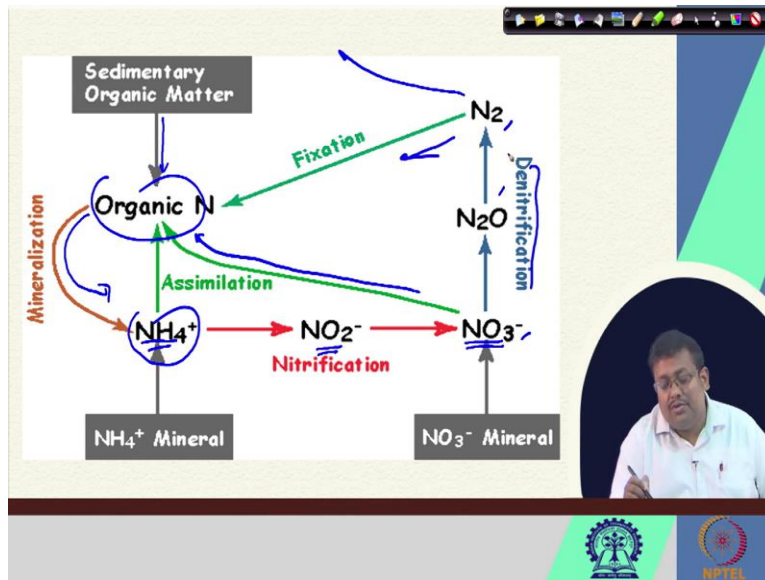 Sedimentary
Organic Matter
N2
Fixation
Denitrification
Organic N
N2O
Mineralization
Assimilation
NH4+
NO2-
NO3-
Nitrification
NH4+ Mineral
NO3- Mineral
NPTEL